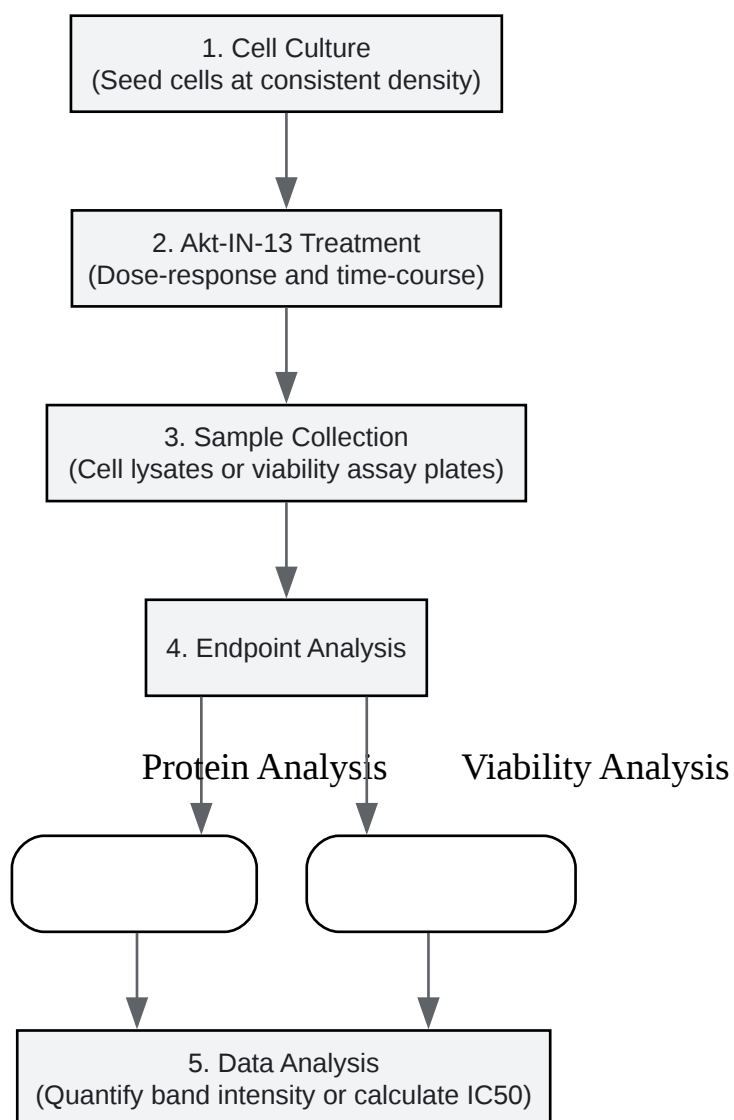 1. Cell Culture
(Seed cells at consistent density)
2. Akt-IN-13 Treatment
(Dose-response and time-course)
3. Sample Collection
(Cell lysates or viability assay plates)
4. Endpoint Analysis
Protein Analysis
Viability Analysis
5. Data Analysis
(Quantify band intensity or calculate IC50)